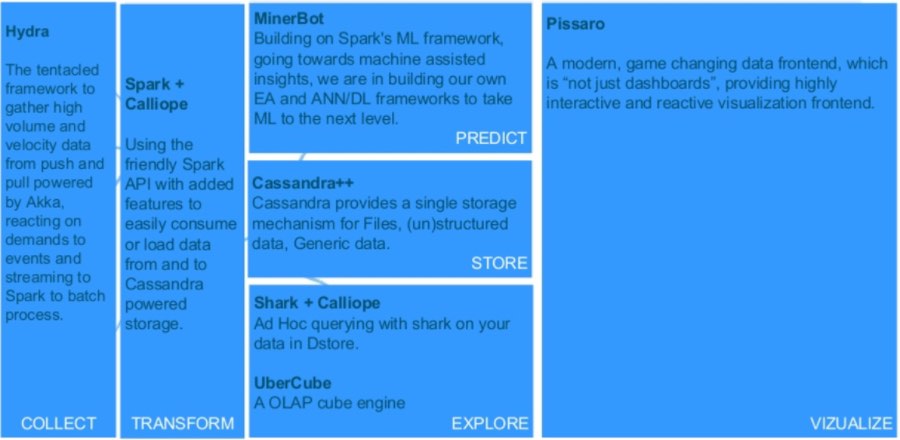 Hydra
The tentacled
framework to
gather high
volume and
velocity data
from push and
pull powered
by Akka,
reacting on
demands to
events and
streaming to
Spark to batch
process.
COLLECT
Spark +
Calliope
Using the
friendly Spark
API with added
features to
easily consume
or load data
from and to
Cassandra
powered
storage.
TRANSFORM
MinerBot
Building on Spark's ML framework,
going towards machine assisted
insights, we are in building our own
EA and ANN/DL frameworks to take
ML to the next level.
PREDICT
Cassandra++
Cassandra provides a single storage
mechanism for Files, (un)structured
data, Generic data.
STORE
Shark + Calliope
Ad Hoc querying with shark on your
data in Dstore.
UberCube
A OLAP cube engine
EXPLORE
Pissaro
A modern, game changing data frontend, which
is “not just dashboards”, providing highly
interactive and reactive visualization frontend.
VIZUALIZE